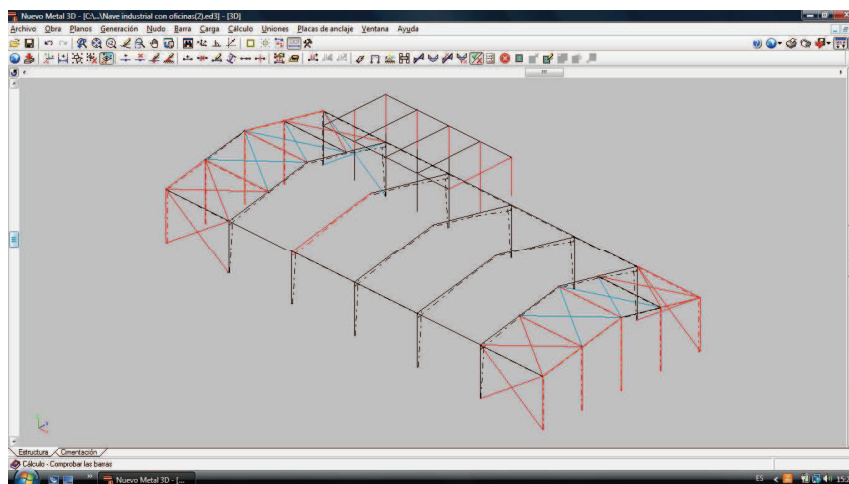 Nuevo Metal 3D - [C:\...\Nave industrial con oficinas(2).ed3] - [3D]
Archivo Obra Planos Generación Nudo Barra Carga Cálculo Uniones Placas de anclaje Ventana Ayuda
Estructura Cimentación
Cálculo - Comprobar las barras
Nuevo Metal 3D - [...
ES